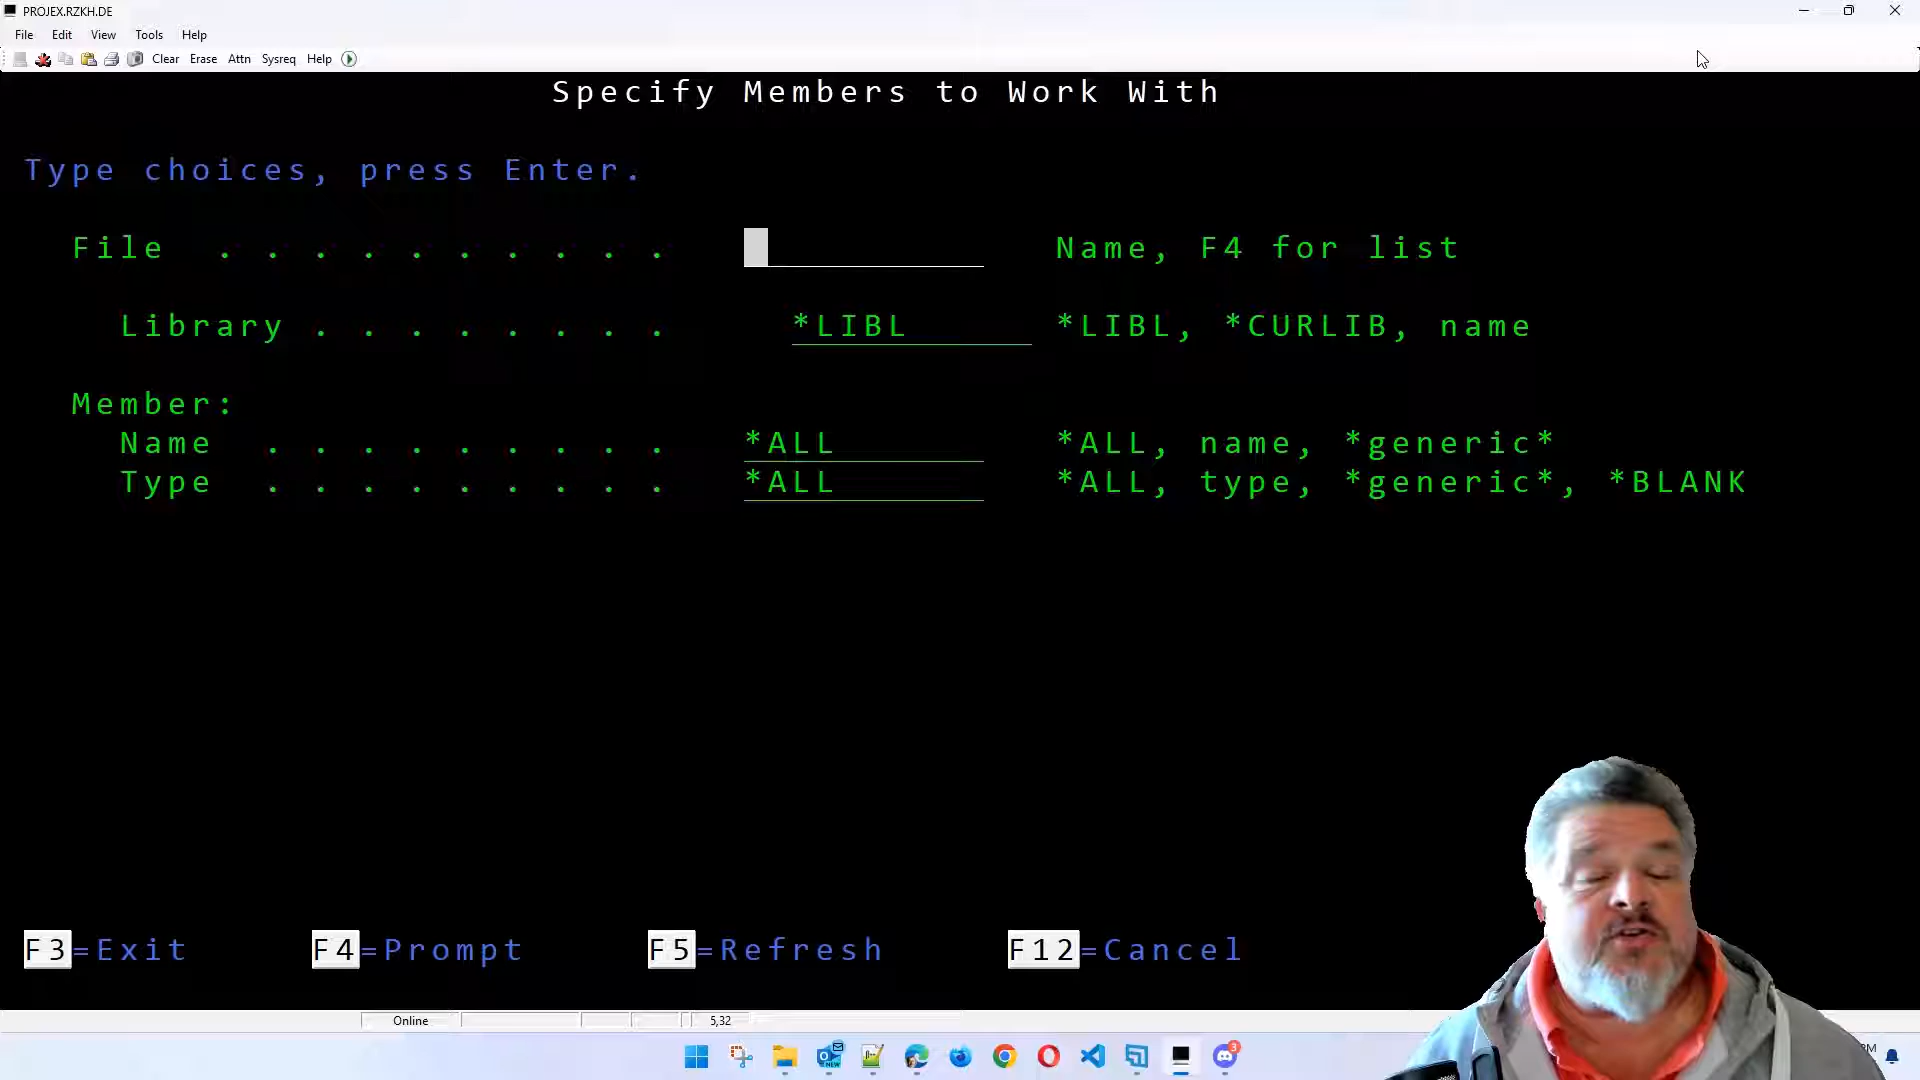 PROJEX.RZKH.DE
File Edit View Tools Help
Clear Erase Attn Sysreq Help
Specify Members to Work With
Type choices, press Enter.
File . . . . . . . . . . Name, F4 for list
Library . . . . . . . . *LIBL *LIBL, *CURLIB, name
Member:
Name . . . . . . . . . *ALL *ALL, name, *generic*
Type . . . . . . . . . *ALL *ALL, type, *generic*, *BLANK
F3=Exit F4=Prompt F5=Refresh F12=Cancel
Online 5,32
NEW 3